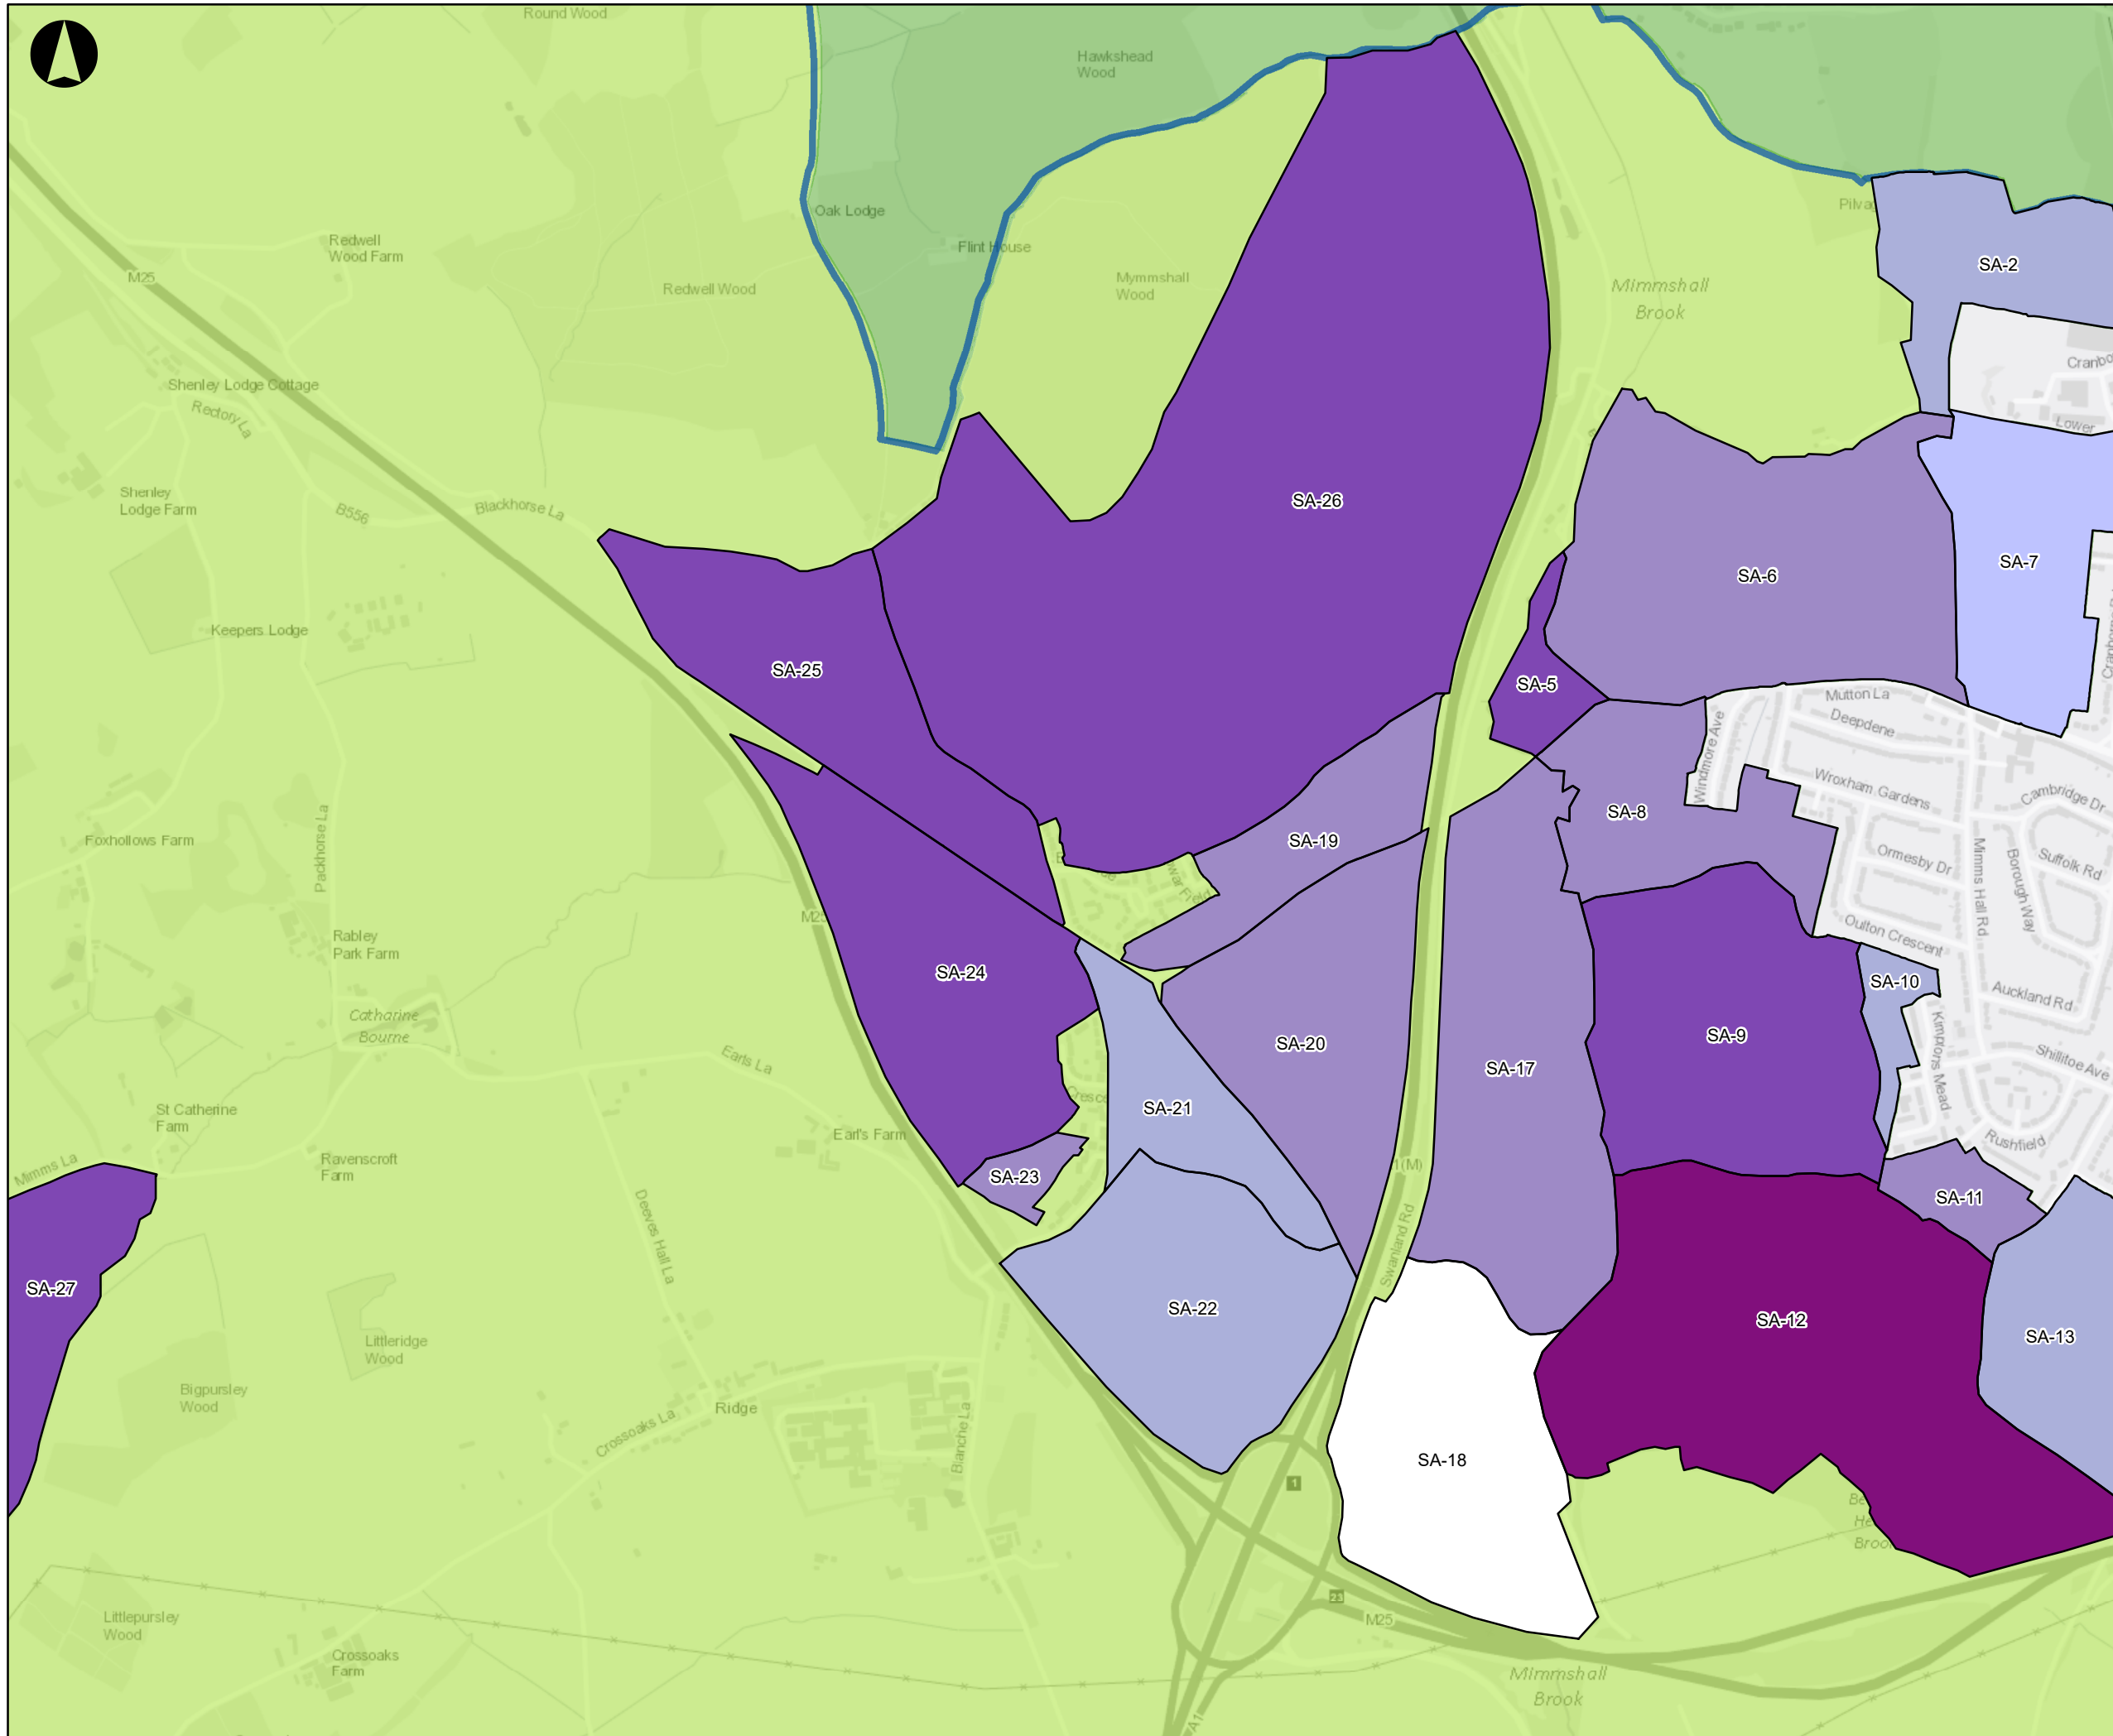 Round Wood
Hawkshead
Wood
Oak Lodge
Flint House
Redwell
Wood Farm
M25
Redwell Wood
Mymmshall
Wood
Mimmshall
Brook
SA-2
Shenley Lodge Cottage
Rectory La
Lower
Shenley
Lodge Farm
B556
Blackhorse La
SA-26
SA-6
SA-7
Keepers Lodge
SA-25
SA-5
Mutton La
Deepdene
Windmore Ave
Wroxham Gardens
Cambridge Dr
Foxhollows Farm
Packhorse La
SA-19
SA-8
Ormesby Dr
Mimms Hall Rd
Borough Way
Suffolk Rd
M25
Rabley
Park Farm
Oulton Crescent
SA-24
SA-10
Auckland Rd
Catharine
Bourne
SA-20
SA-9
SA-17
Kimptons Mead
Shillitoe Ave
Earls La
SA-21
St Catherine
Farm
Earl's Farm
Rushfield
Mimms La
Ravenscroft
Farm
1(M)
SA-23
SA-11
Deeves Hall La
Swanland Rd
SA-27
SA-22
SA-12
SA-13
Littleridge
Wood
Bigpursley
Wood
Ridge
Crossoaks La
Blanche La
SA-18
1
23
M25
Littlepursley
Wood
Crossoaks
Farm
Mimmshall
Brook
A1